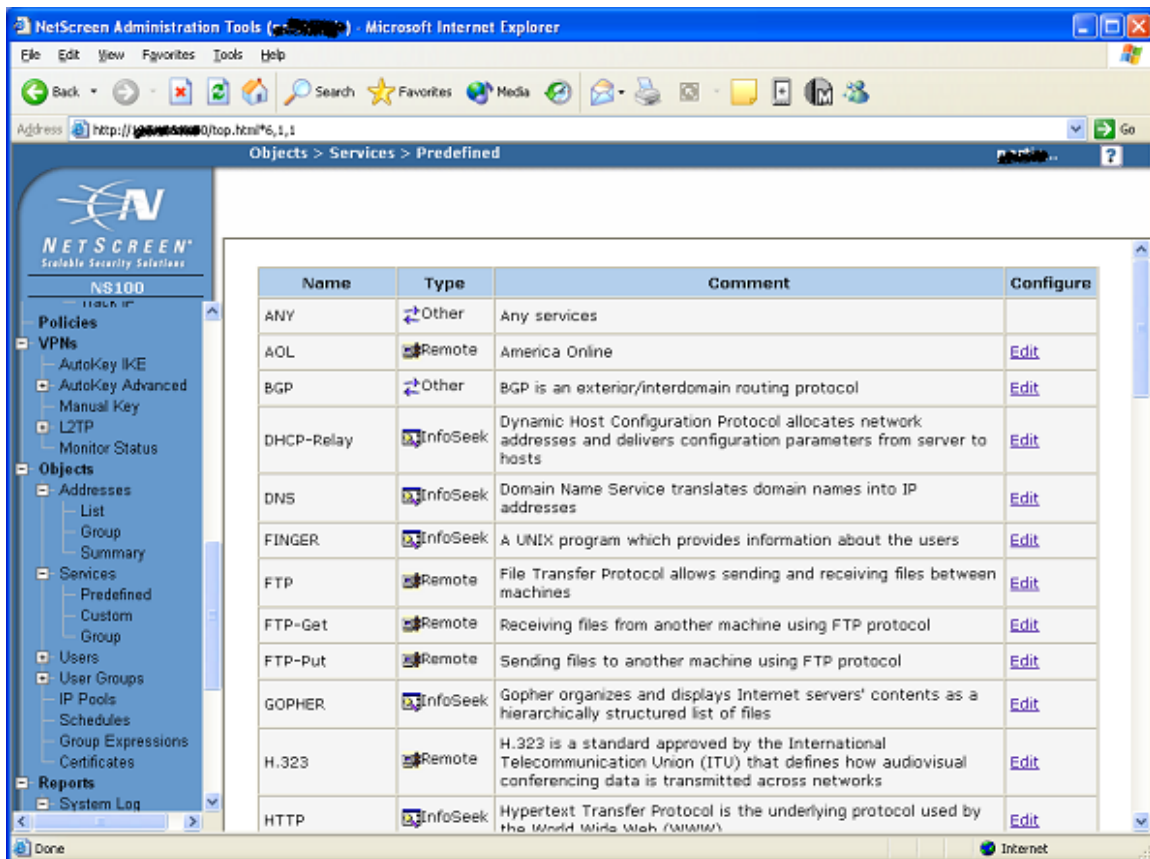 NetScreen Administration Tools ( ) - Microsoft Internet Explorer
File Edit View Favorites Tools Help
Back Search Favorites Media
Address http:// 0/top.html*6,1,1 Go
Objects > Services > Predefined ?
N
NETSCREEN
Scalable Security Solutions
NS100
Track IP
Policies
VPNs
AutoKey IKE
AutoKey Advanced
Manual Key
L2TP
Monitor Status
Objects
Addresses
List
Group
Summary
Services
Predefined
Custom
Group
Users
User Groups
IP Pools
Schedules
Group Expressions
Certificates
Reports
System Log
Name Type Comment Configure
ANY Other Any services
AOL Remote America Online Edit
BGP Other BGP is an exterior/interdomain routing protocol Edit
DHCP-Relay InfoSeek Dynamic Host Configuration Protocol allocates network
addresses and delivers configuration parameters from server to
hosts Edit
DNS InfoSeek Domain Name Service translates domain names into IP
addresses Edit
FINGER InfoSeek A UNIX program which provides information about the users Edit
FTP Remote File Transfer Protocol allows sending and receiving files between
machines Edit
FTP-Get Remote Receiving files from another machine using FTP protocol Edit
FTP-Put Remote Sending files to another machine using FTP protocol Edit
GOPHER InfoSeek Gopher organizes and displays Internet servers' contents as a
hierarchically structured list of files Edit
H.323 Remote H.323 is a standard approved by the International
Telecommunication Union (ITU) that defines how audiovisual
conferencing data is transmitted across networks Edit
HTTP InfoSeek Hypertext Transfer Protocol is the underlying protocol used by
the World Wide Web (WWW) Edit
Done Internet